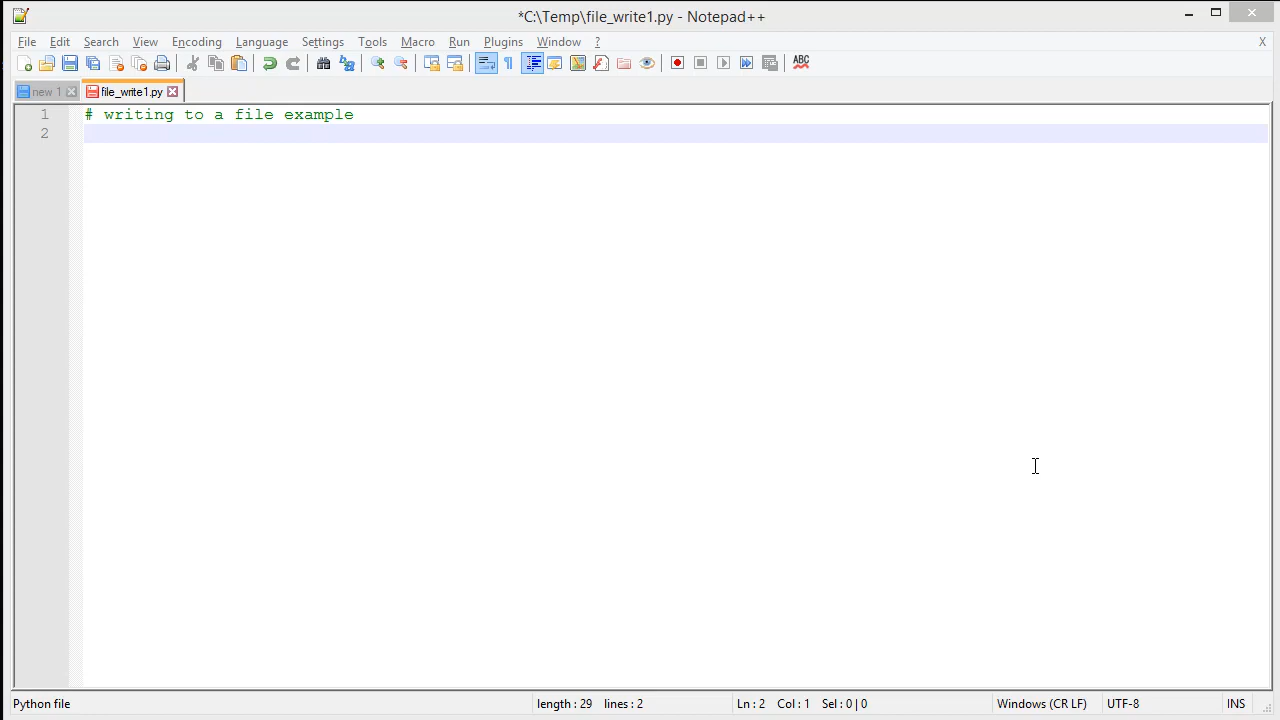 *C:\Temp\file_write1.py - Notepad++
File Edit Search View Encoding Language Settings Tools Macro Run Plugins Window ? X
ABC
new 1 file_write1.py
1 # writing to a file example
2
Python file length : 29 lines : 2 Ln : 2 Col : 1 Sel : 0 | 0 Windows (CR LF) UTF-8 INS